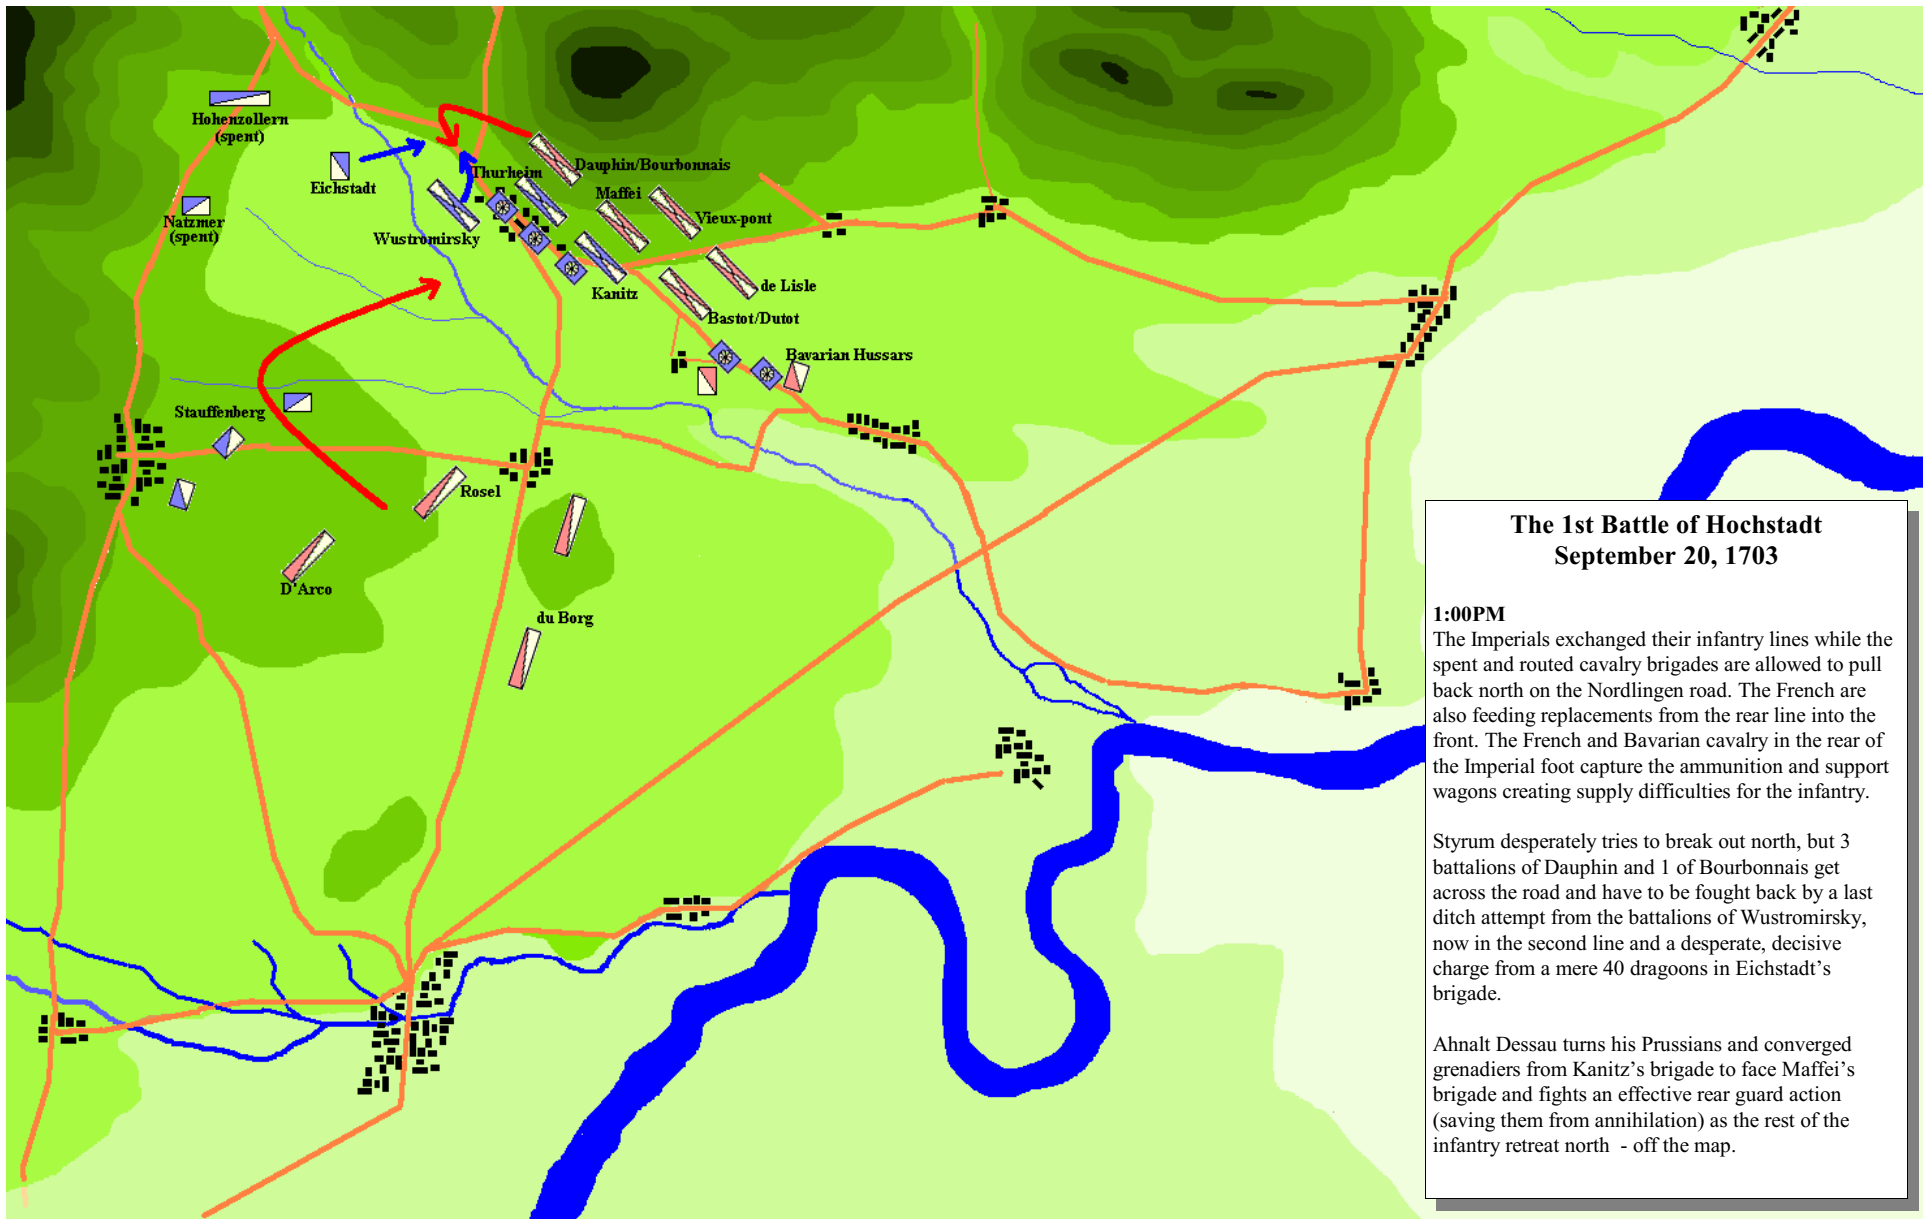 Hohenzollern
(spent)
Eichstadt
Natzmer
(spent)
Thurheim
Dauphin/Bourbonnais
Maffei
Vieux-pont
Wustromirsky
Kanitz
de Lisle
Bastot/Dutot
Bavarian Hussars
Stauffenberg
Rosel
D'Arco
du Borg
The 1st Battle of Hochstadt
September 20, 1703
1:00PM
The Imperials exchanged their infantry lines while the
spent and routed cavalry brigades are allowed to pull
back north on the Nordlingen road. The French are
also feeding replacements from the rear line into the
front. The French and Bavarian cavalry in the rear of
the Imperial foot capture the ammunition and support
wagons creating supply difficulties for the infantry.
Styrum desperately tries to break out north, but 3
battalions of Dauphin and 1 of Bourbonnais get
across the road and have to be fought back by a last
ditch attempt from the battalions of Wustromirsky,
now in the second line and a desperate, decisive
charge from a mere 40 dragoons in Eichstadt’s
brigade.
Ahnalt Dessau turns his Prussians and converged
grenadiers from Kanitz’s brigade to face Maffei’s
brigade and fights an effective rear guard action
(saving them from annihilation) as the rest of the
infantry retreat north - off the map.